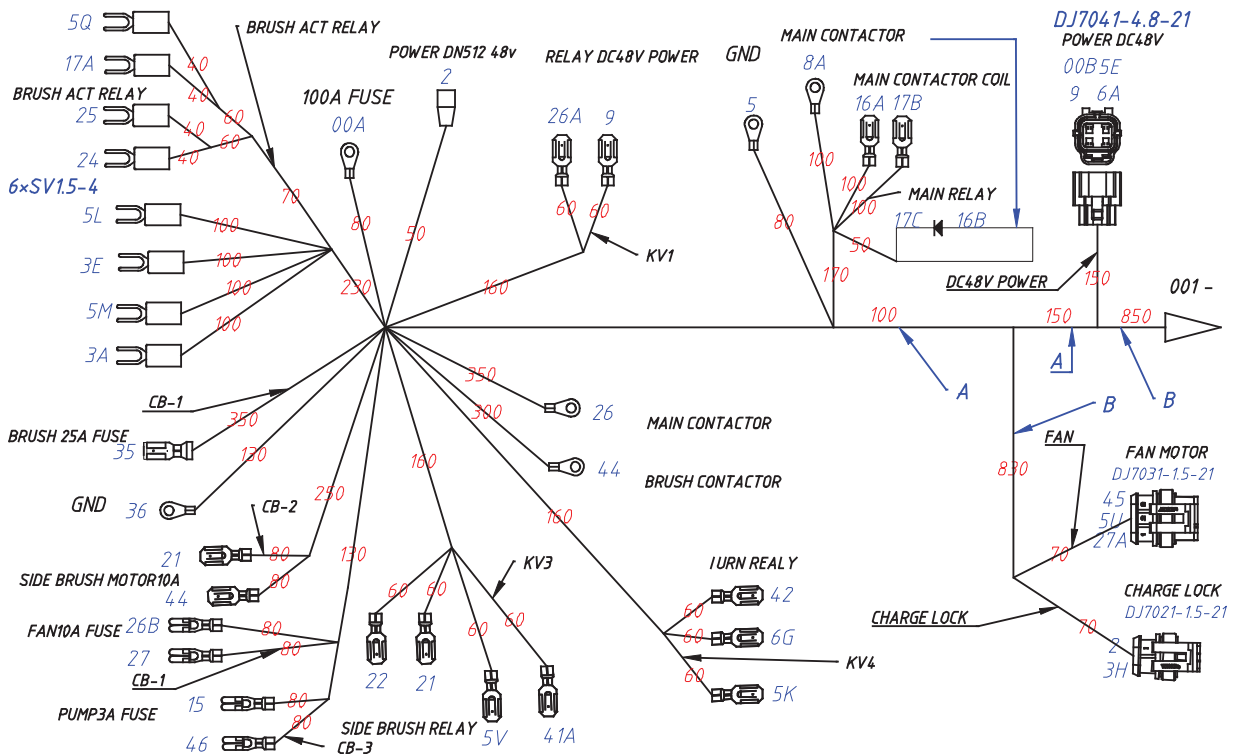 5Q
BRUSH ACT RELAY
17A
40
40
BRUSH ACT RELAY
60
25
40
60
24
40
6×SV1.5-4
70
5L
100
3E
100
5M
100
3A
100
230
100A FUSE
00A
80
POWER DN512 48v
2
50
RELAY DC48V POWER
26A
9
60
60
KV1
160
GND
5
80
MAIN CONTACTOR
8A
MAIN CONTACTOR COIL
16A
17B
100
100
100
MAIN RELAY
17C
16B
50
170
DJ7041-4.8-21
POWER DC48V
00B 5E
9 6A
DC48V POWER
150
001 -
100
150
850
A
A
B
B
CB-1
350
BRUSH 25A FUSE
35
130
GND
36
250
CB-2
21
80
SIDE BRUSH MOTOR10A
44
80
130
FAN10A FUSE
26B
80
27
80
CB-1
15
80
PUMP3A FUSE
80
46
SIDE BRUSH RELAY
CB-3
350
26
MAIN CONTACTOR
300
44
BRUSH CONTACTOR
160
KV3
60
60
60
60
22
21
5V
41A
160
IURN REALY
42
60
60
6G
KV4
60
5K
830
FAN
FAN MOTOR
DJ7031-1.5-21
45
5U
27A
70
CHARGE LOCK
DJ7021-1.5-21
CHARGE LOCK
70
2
3H